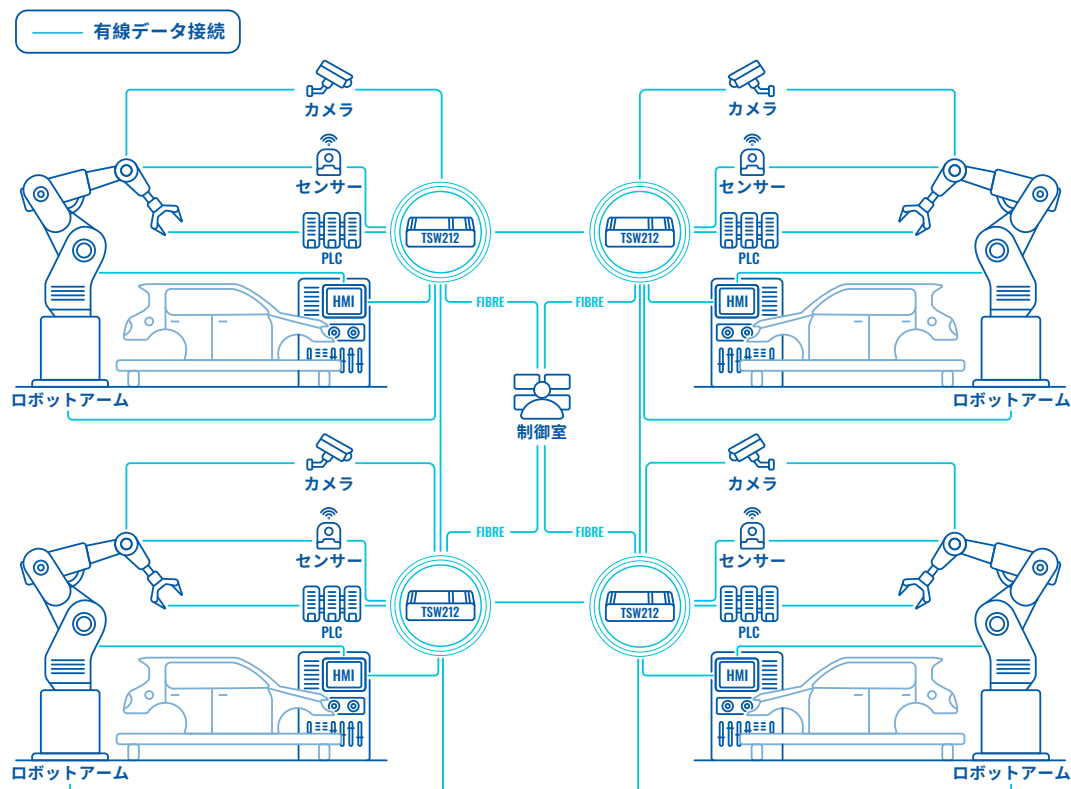 有線データ接続
カメラ
カメラ
センサー
センサー
TSW212
TSW212
PLC
PLC
HMI
FIBRE
FIBRE
HMI
ロボットアーム
ロボットアーム
制御室
カメラ
カメラ
FIBRE
FIBRE
センサー
センサー
TSW212
TSW212
PLC
PLC
HMI
HMI
ロボットアーム
ロボットアーム